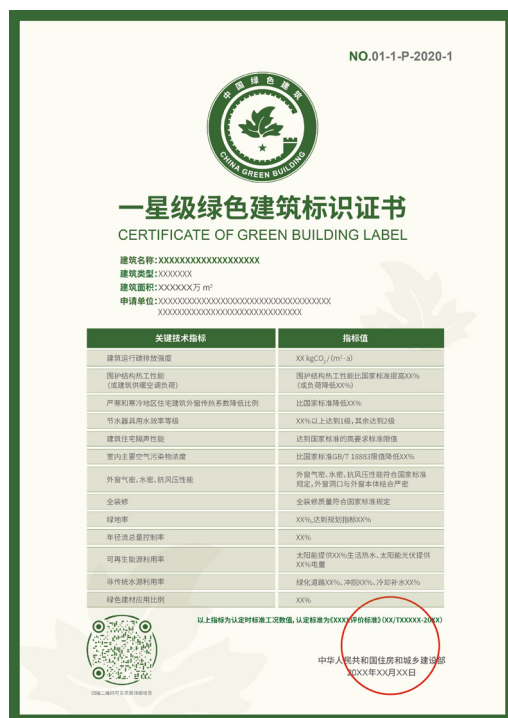 NO.01-1-P-2020-1
中国绿色建筑
CHINA GREEN BUILDING
一星级绿色建筑标识证书
CERTIFICATE OF GREEN BUILDING LABEL
建筑名称:XXXXXXXXXXXXXXXXXXX
建筑类型:XXXXXXX
建筑面积:XXXXXX万 m²
申请单位:XXXXXXXXXXXXXXXXXXXXXXXXXXXXXXXXXXXX
XXXXXXXXXXXXXXXXXXXXXXXXXXXXXX
关键技术指标 指标值
建筑运行碳排放强度 XX kgCO₂/(m²·a)
围护结构热工性能 围护结构热工性能比国家标准提高XX%
(或建筑供暖空调负荷) (或负荷降低XX%)
严寒和寒冷地区住宅建筑外窗传热系数降低比例 比国家标准降低XX%
节水器具用水效率等级 XX%以上达到1级,其余达到2级
建筑住宅隔声性能 达到国家标准的高要求标准限值
室内主要空气污染物浓度 比国家标准GB/T 18883限值降低XX%
外窗气密、水密、抗风压性能 外窗气密、水密、抗风压性能符合国家标准
规定,外窗洞口与外窗本体结合严密
全装修 全装修质量符合国家标准规定
绿地率 XX%,达到规划指标XX%
年径流总量控制率 XX%
可再生能源利用率 太阳能提供XX%生活热水、太阳能光伏提供
XX%电量
非传统水源利用率 绿化道路XX%、冲厕XX%、冷却补水XX%
绿色建材应用比例 XX%
以上指标为认定时标准工况数值,认定标准为《XXXX评价标准》(XX/TXXXXX-20XX)
中华人民共和国住房和城乡建设部
20XX年XX月XX日